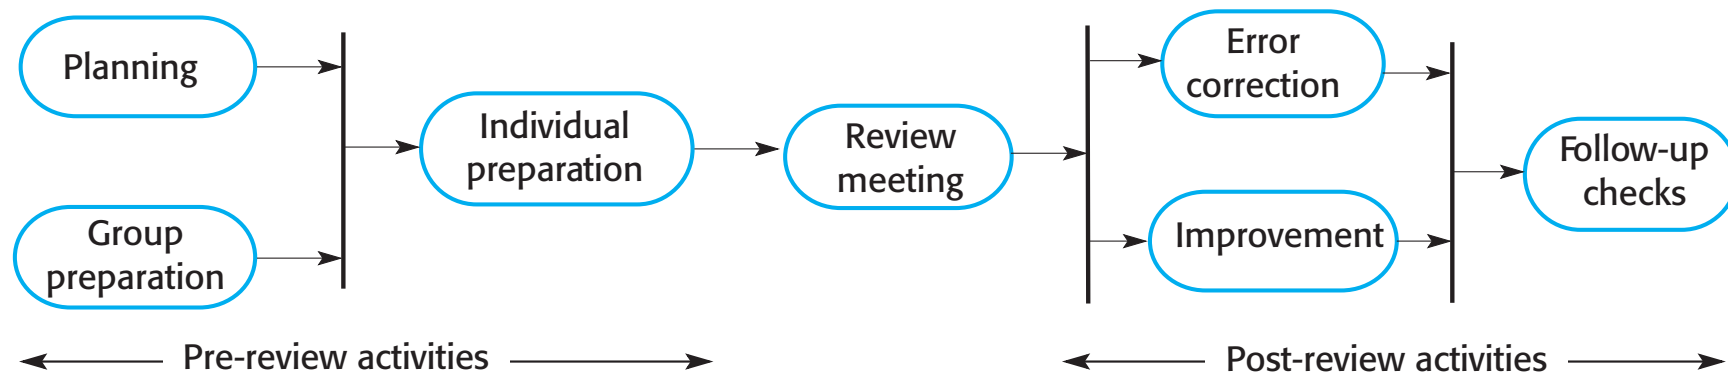 Planning
Group
preparation
Individual
preparation
Review
meeting
Error
correction
Improvement
Follow-up
checks
Pre-review activities
Post-review activities